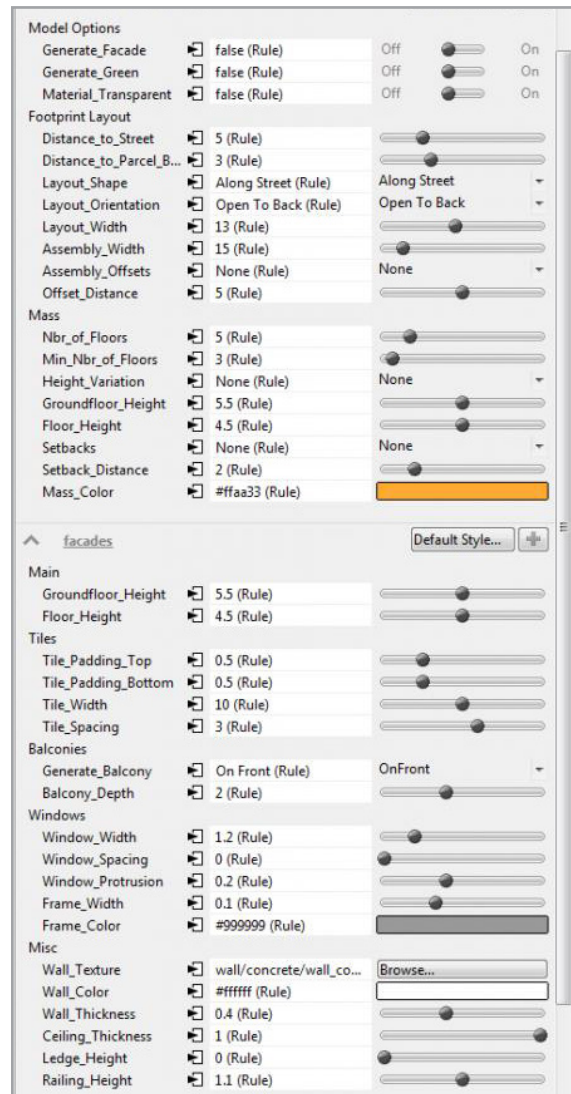 Model Options
Generate_Facade false (Rule) Off On
Generate_Green false (Rule) Off On
Material_Transparent false (Rule) Off On
Footprint Layout
Distance_to_Street 5 (Rule)
Distance_to_Parcel_B... 3 (Rule)
Layout_Shape Along Street (Rule) Along Street
Layout_Orientation Open To Back (Rule) Open To Back
Layout_Width 13 (Rule)
Assembly_Width 15 (Rule)
Assembly_Offsets None (Rule) None
Offset_Distance 5 (Rule)
Mass
Nbr_of_Floors 5 (Rule)
Min_Nbr_of_Floors 3 (Rule)
Height_Variation None (Rule) None
Groundfloor_Height 5.5 (Rule)
Floor_Height 4.5 (Rule)
Setbacks None (Rule) None
Setback_Distance 2 (Rule)
Mass_Color #ffaa33 (Rule)
facades Default Style...
Main
Groundfloor_Height 5.5 (Rule)
Floor_Height 4.5 (Rule)
Tiles
Tile_Padding_Top 0.5 (Rule)
Tile_Padding_Bottom 0.5 (Rule)
Tile_Width 10 (Rule)
Tile_Spacing 3 (Rule)
Balconies
Generate_Balcony On Front (Rule) OnFront
Balcony_Depth 2 (Rule)
Windows
Window_Width 1.2 (Rule)
Window_Spacing 0 (Rule)
Window_Protrusion 0.2 (Rule)
Frame_Width 0.1 (Rule)
Frame_Color #999999 (Rule)
Misc
Wall_Texture wall/concrete/wall_co... Browse...
Wall_Color #ffffff (Rule)
Wall_Thickness 0.4 (Rule)
Ceiling_Thickness 1 (Rule)
Ledge_Height 0 (Rule)
Railing_Height 1.1 (Rule)